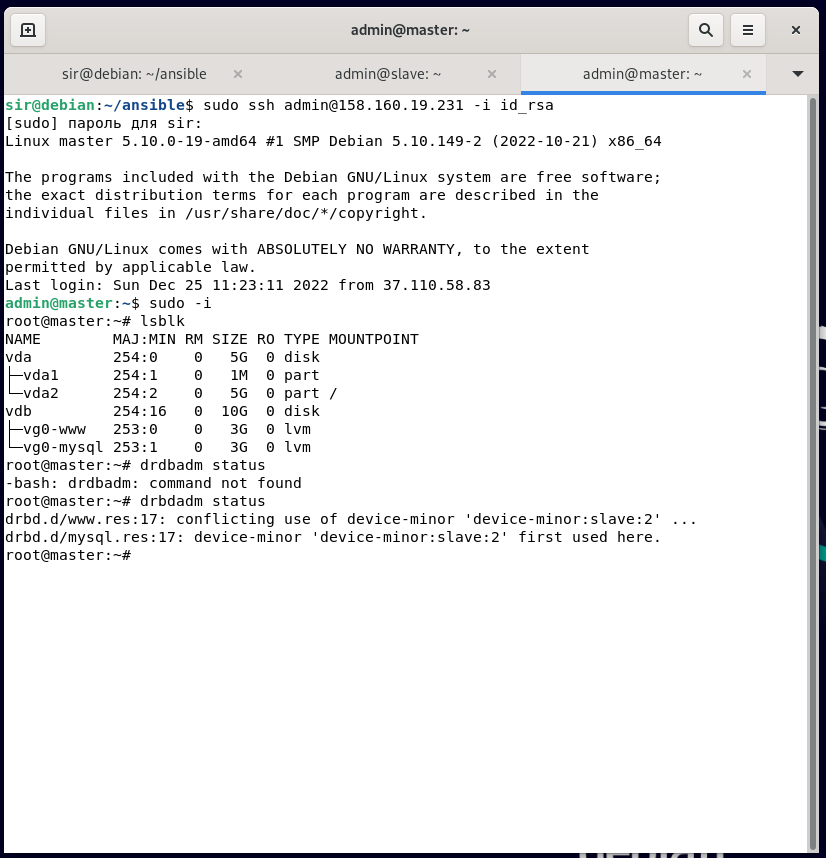 admin@master: ~
sir@debian: ~/ansible
admin@slave: ~
admin@master: ~
sir@debian:~/ansible$ sudo ssh admin@158.160.19.231 -i id_rsa
[sudo] пароль для sir:
Linux master 5.10.0-19-amd64 #1 SMP Debian 5.10.149-2 (2022-10-21) x86_64
The programs included with the Debian GNU/Linux system are free software;
the exact distribution terms for each program are described in the
individual files in /usr/share/doc/*/copyright.
Debian GNU/Linux comes with ABSOLUTELY NO WARRANTY, to the extent
permitted by applicable law.
Last login: Sun Dec 25 11:23:11 2022 from 37.110.58.83
admin@master:~$ sudo -i
root@master:~# lsblk
NAME        MAJ:MIN RM SIZE RO TYPE MOUNTPOINT
vda         254:0    0   5G  0 disk
├─vda1      254:1    0   1M  0 part
└─vda2      254:2    0   5G  0 part /
vdb         254:16   0  10G  0 disk
├─vg0-www   253:0    0   3G  0 lvm
└─vg0-mysql 253:1    0   3G  0 lvm
root@master:~# drdbadm status
-bash: drdbadm: command not found
root@master:~# drbdadm status
drbd.d/www.res:17: conflicting use of device-minor 'device-minor:slave:2' ...
drbd.d/mysql.res:17: device-minor 'device-minor:slave:2' first used here.
root@master:~#